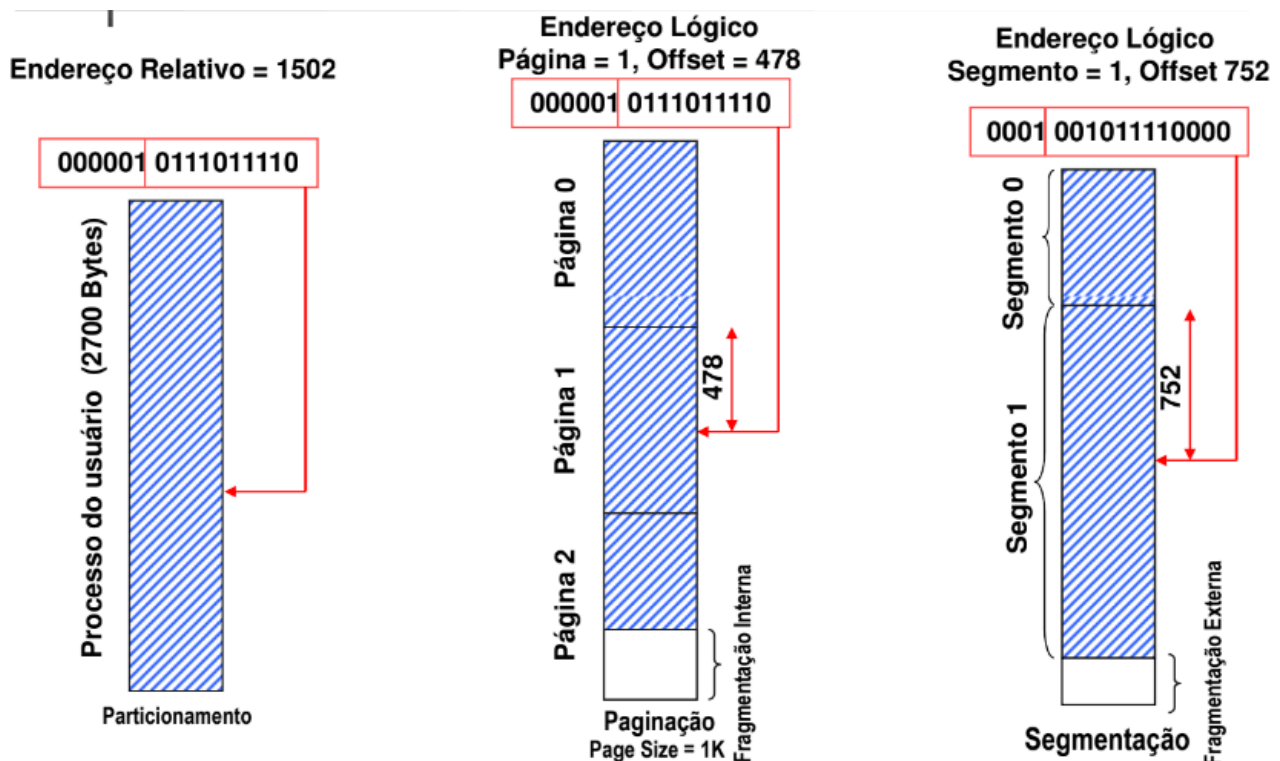 Endereço Relativo = 1502
000001 0111011110
Processo do usuário (2700 Bytes)
Particionamento
Endereço Lógico
Página = 1, Offset = 478
000001 0111011110
Página 0
Página 1
Página 2
478
Fragmentação Interna
Paginação
Page Size = 1K
Endereço Lógico
Segmento = 1, Offset 752
0001 001011110000
Segmento 0
Segmento 1
752
Fragmentação Externa
Segmentação